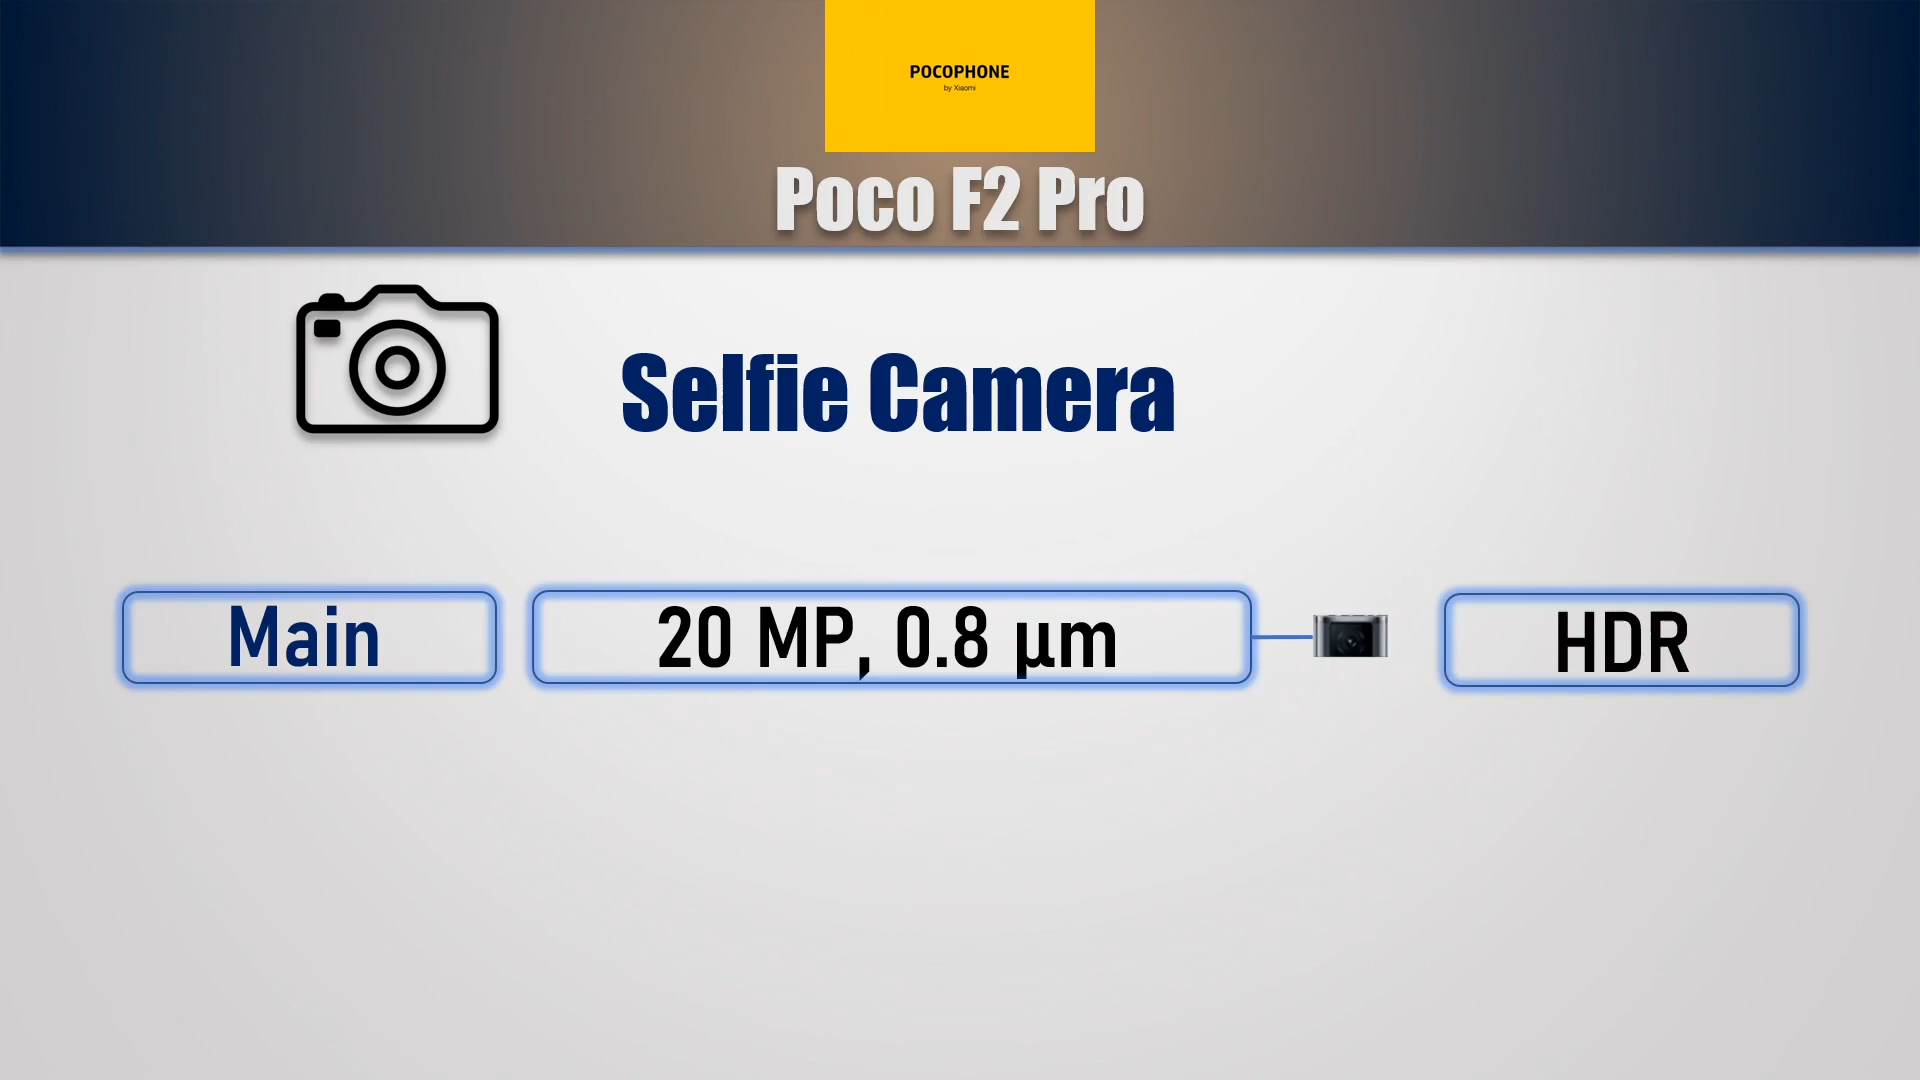 POCOPHONE
by Xiaomi
Poco F2 Pro
Selfie Camera
Main
20 MP, 0.8 µm
HDR